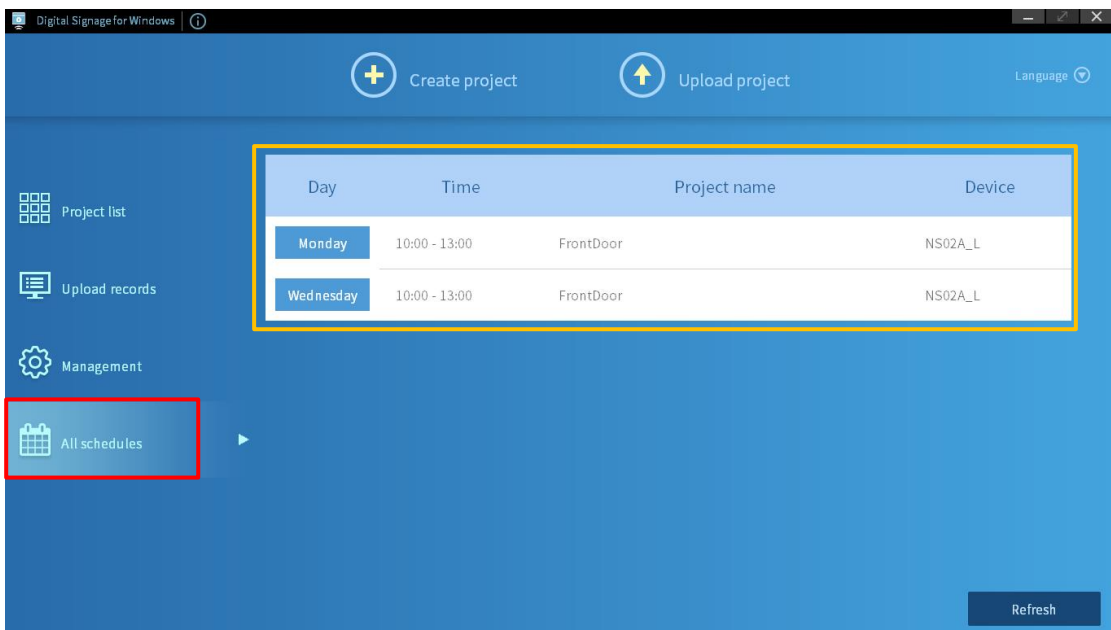 Digital Signage for Windows
Create project Upload project Language
Project list
Upload records
Management
All schedules
Day Time Project name Device
Monday 10:00 - 13:00 FrontDoor NS02A_L
Wednesday 10:00 - 13:00 FrontDoor NS02A_L
Refresh